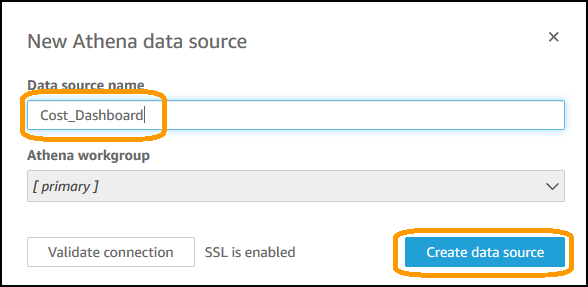 New Athena data source
Data source name
Cost_Dashboard
Athena workgroup
[ primary ]
Validate connection SSL is enabled Create data source